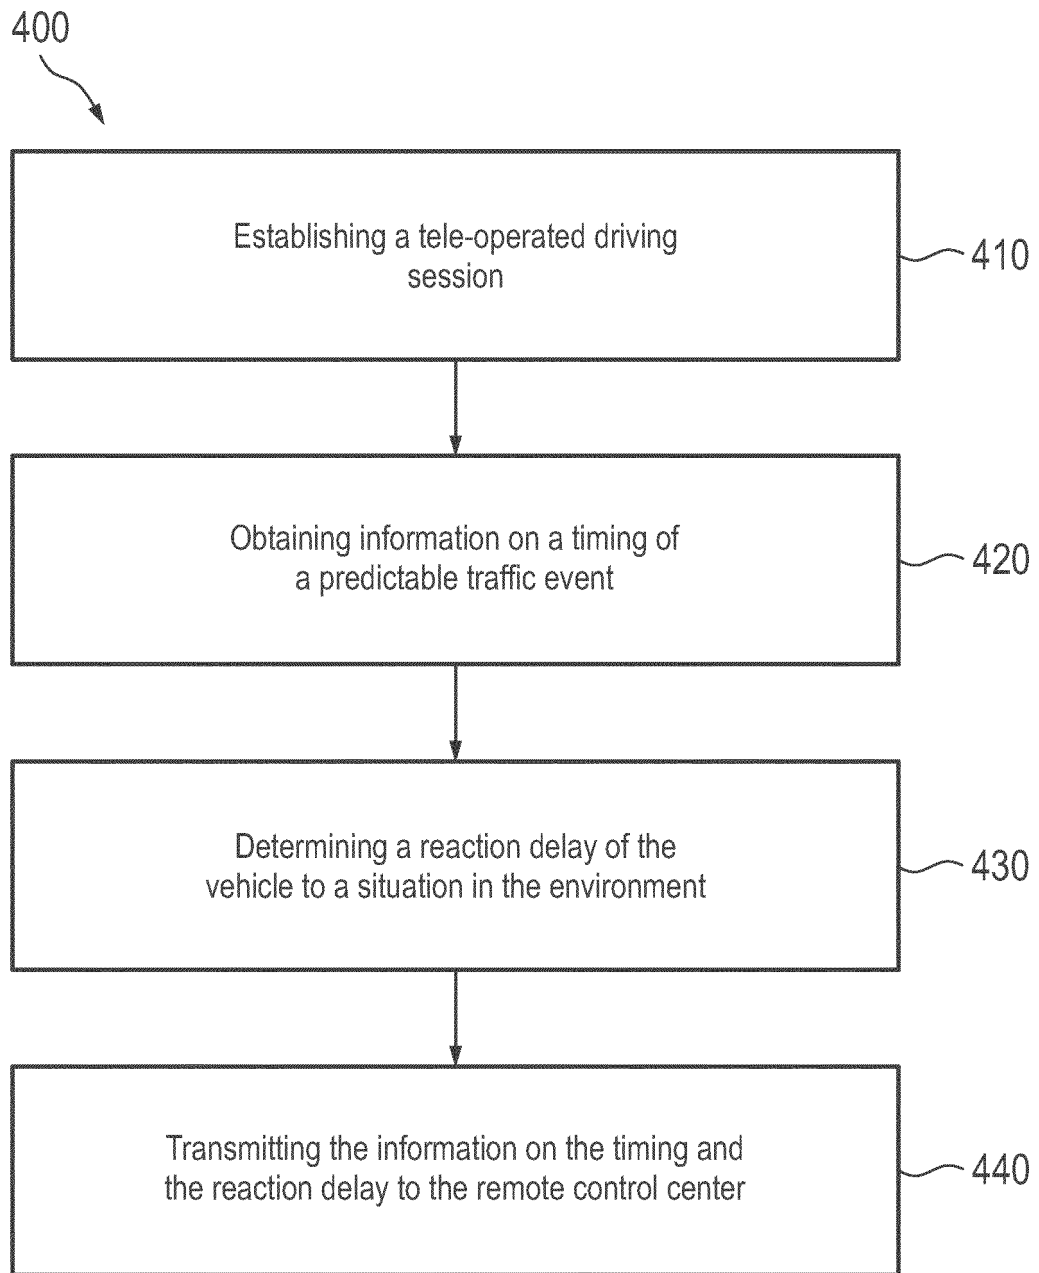 400
Establishing a tele-operated driving
session
410
Obtaining information on a timing of
a predictable traffic event
420
Determining a reaction delay of the
vehicle to a situation in the environment
430
Transmitting the information on the timing and
the reaction delay to the remote control center
440